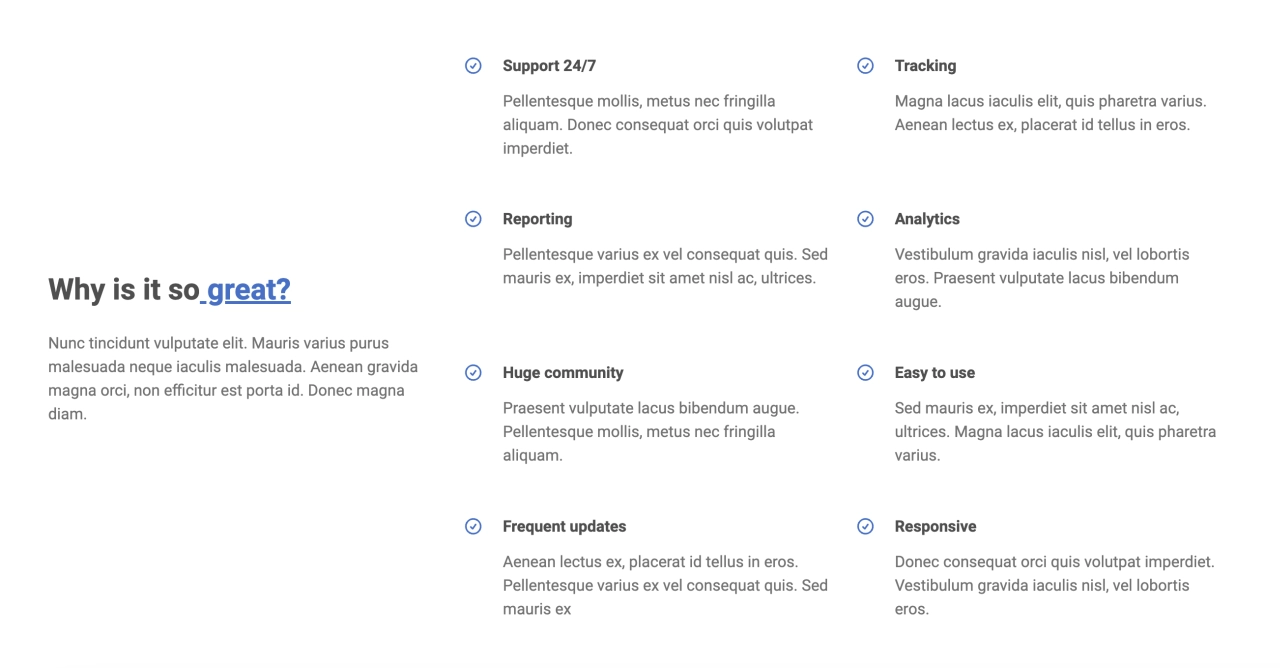 Why is it so great?
Nunc tincidunt vulputate elit. Mauris varius purus
malesuada neque iaculis malesuada. Aenean gravida
magna orci, non efficitur est porta id. Donec magna
diam.
Support 24/7
Pellentesque mollis, metus nec fringilla
aliquam. Donec consequat orci quis volutpat
imperdiet.
Tracking
Magna lacus iaculis elit, quis pharetra varius.
Aenean lectus ex, placerat id tellus in eros.
Reporting
Pellentesque varius ex vel consequat quis. Sed
mauris ex, imperdiet sit amet nisl ac, ultrices.
Analytics
Vestibulum gravida iaculis nisl, vel lobortis
eros. Praesent vulputate lacus bibendum
augue.
Huge community
Praesent vulputate lacus bibendum augue.
Pellentesque mollis, metus nec fringilla
aliquam.
Easy to use
Sed mauris ex, imperdiet sit amet nisl ac,
ultrices. Magna lacus iaculis elit, quis pharetra
varius.
Frequent updates
Aenean lectus ex, placerat id tellus in eros.
Pellentesque varius ex vel consequat quis. Sed
mauris ex
Responsive
Donec consequat orci quis volutpat imperdiet.
Vestibulum gravida iaculis nisl, vel lobortis
eros.